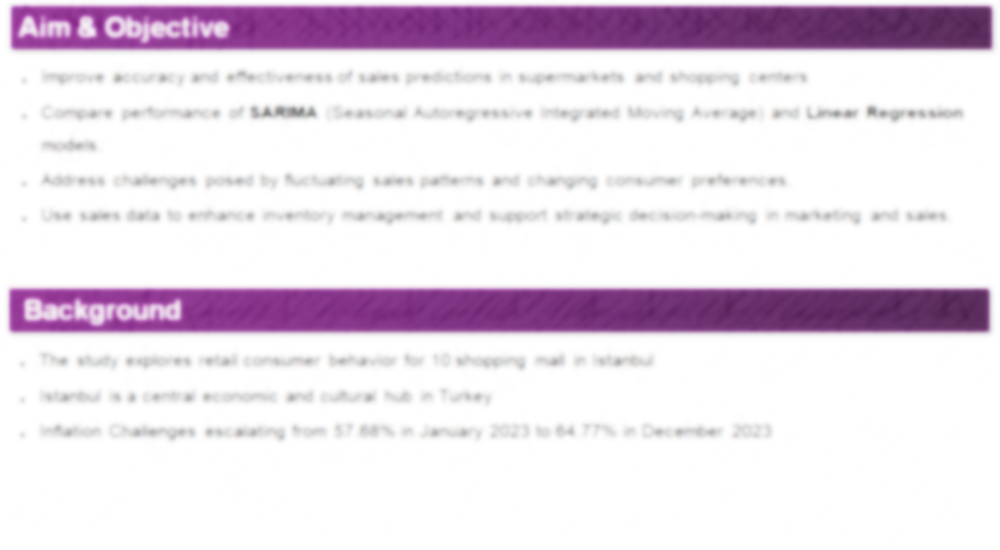 Aim & Objective
. Improve accuracy and effectiveness of sales predictions in supermarkets and shopping centers
. Compare performance of SARIMA (Seasonal Autoregressive Integrated Moving Average) and Linear Regression
models.
. Address challenges posed by fluctuating sales patterns and changing consumer preferences.
. Use sales data to enhance inventory management and support strategic decision-making in marketing and sales.
Background
. The study explores retail consumer behavior for 10 shopping mall in Istanbul
. Istanbul is a central economic and cultural hub in Turkey
. Inflation Challenges escalating from 57.68% in January 2023 to 64.77% in December 2023